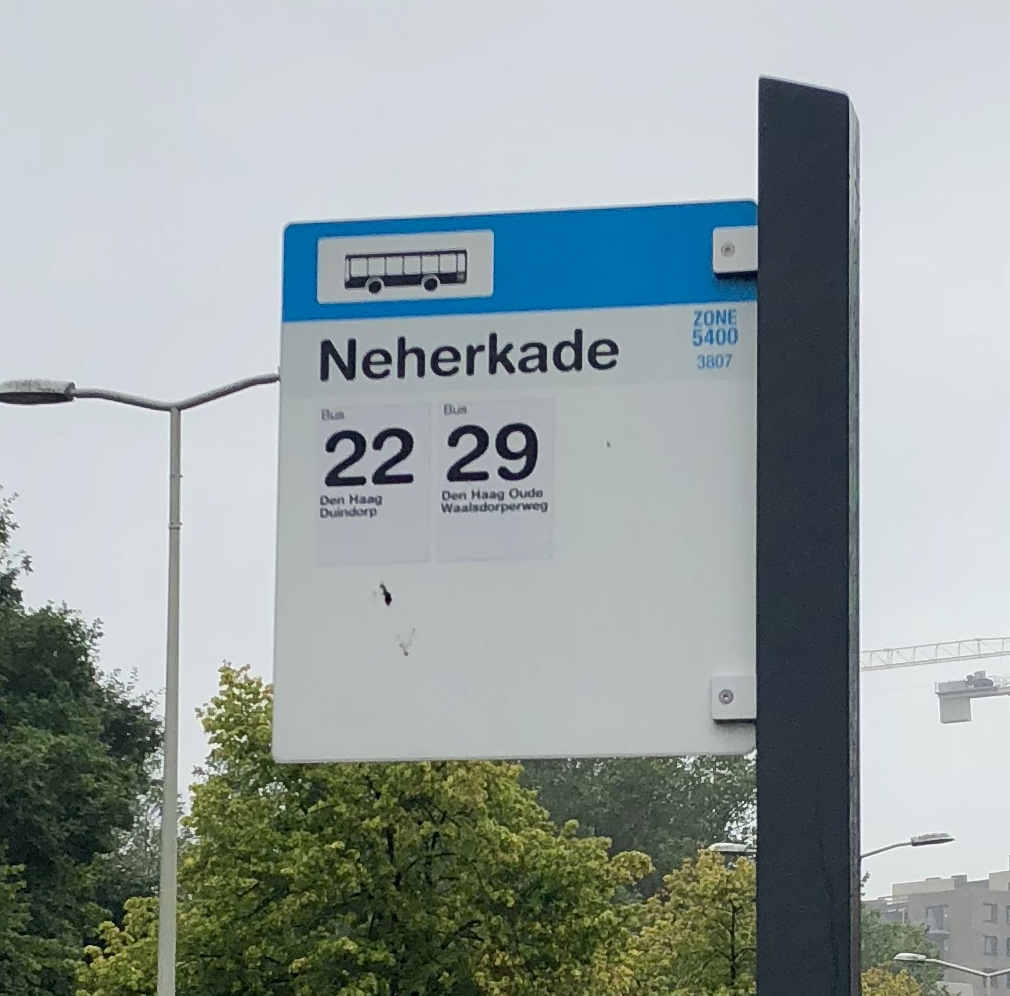 Neherkade
ZONE
5400
3807
Bus
22
Den Haag
Duindorp
Bus
29
Den Haag Oude
Waalsdorperweg